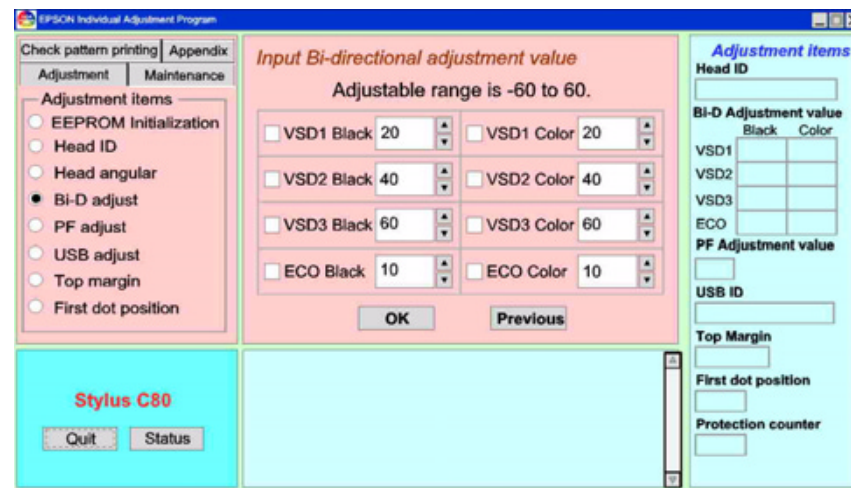 EPSON Individual Adjustment Program
Check pattern printing Appendix
Adjustment Maintenance
Adjustment items
EEPROM Initialization
Head ID
Head angular
Bi-D adjust
PF adjust
USB adjust
Top margin
First dot position
Input Bi-directional adjustment value
Adjustable range is -60 to 60.
VSD1 Black 20 VSD1 Color 20
VSD2 Black 40 VSD2 Color 40
VSD3 Black 60 VSD3 Color 60
ECO Black 10 ECO Color 10
OK Previous
Stylus C80
Quit Status
Adjustment items
Head ID
Bi-D Adjustment value
Black Color
VSD1
VSD2
VSD3
ECO
PF Adjustment value
USB ID
Top Margin
First dot position
Protection counter